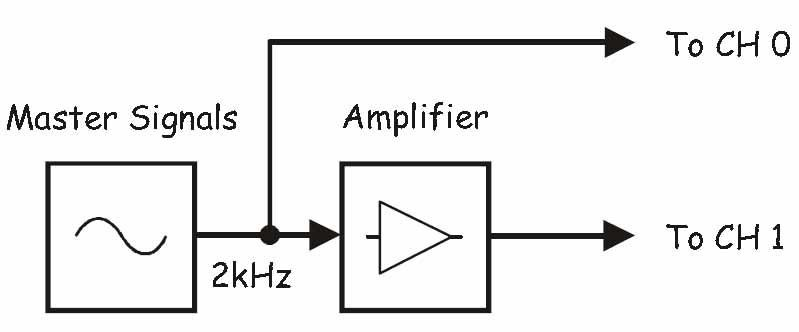 To CH 0
Master Signals
Amplifier
2kHz
To CH 1